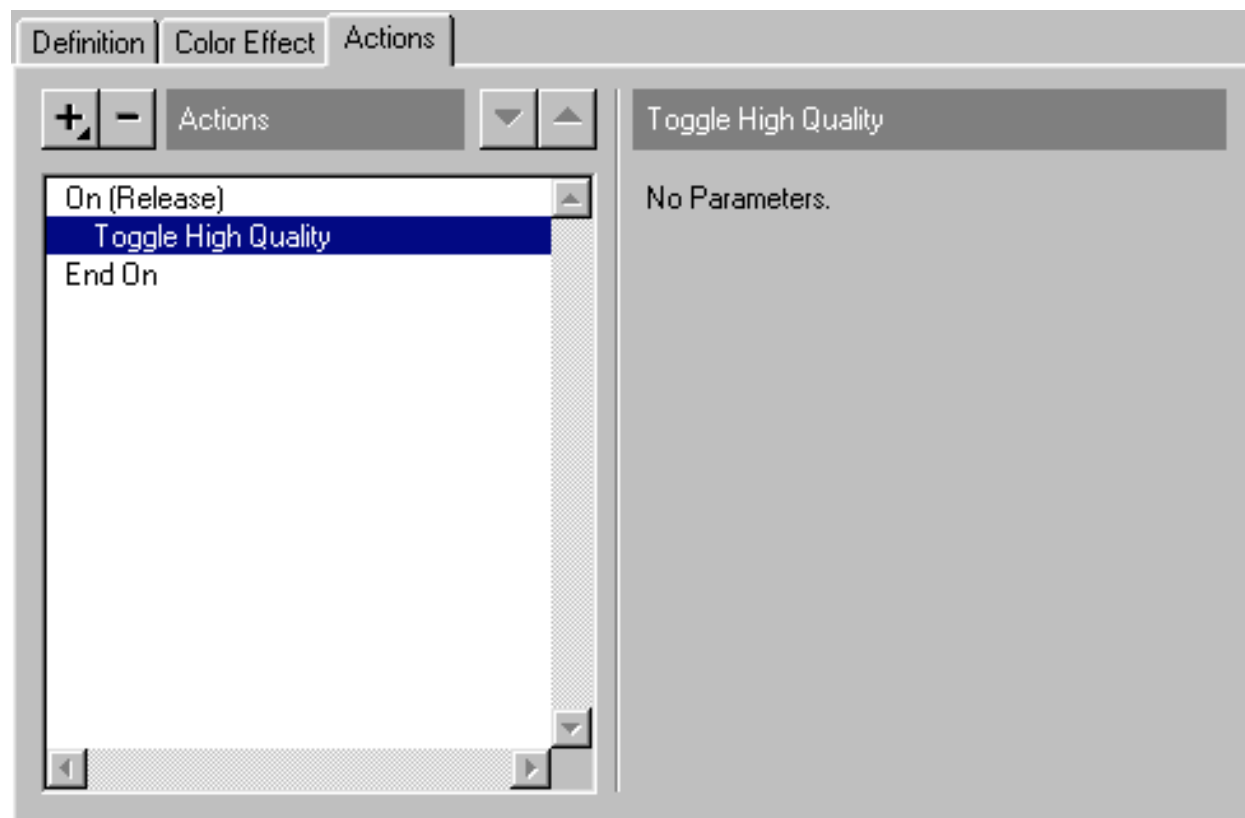 Definition
Color Effect
Actions
Actions
Toggle High Quality
On (Release)
Toggle High Quality
End On
No Parameters.